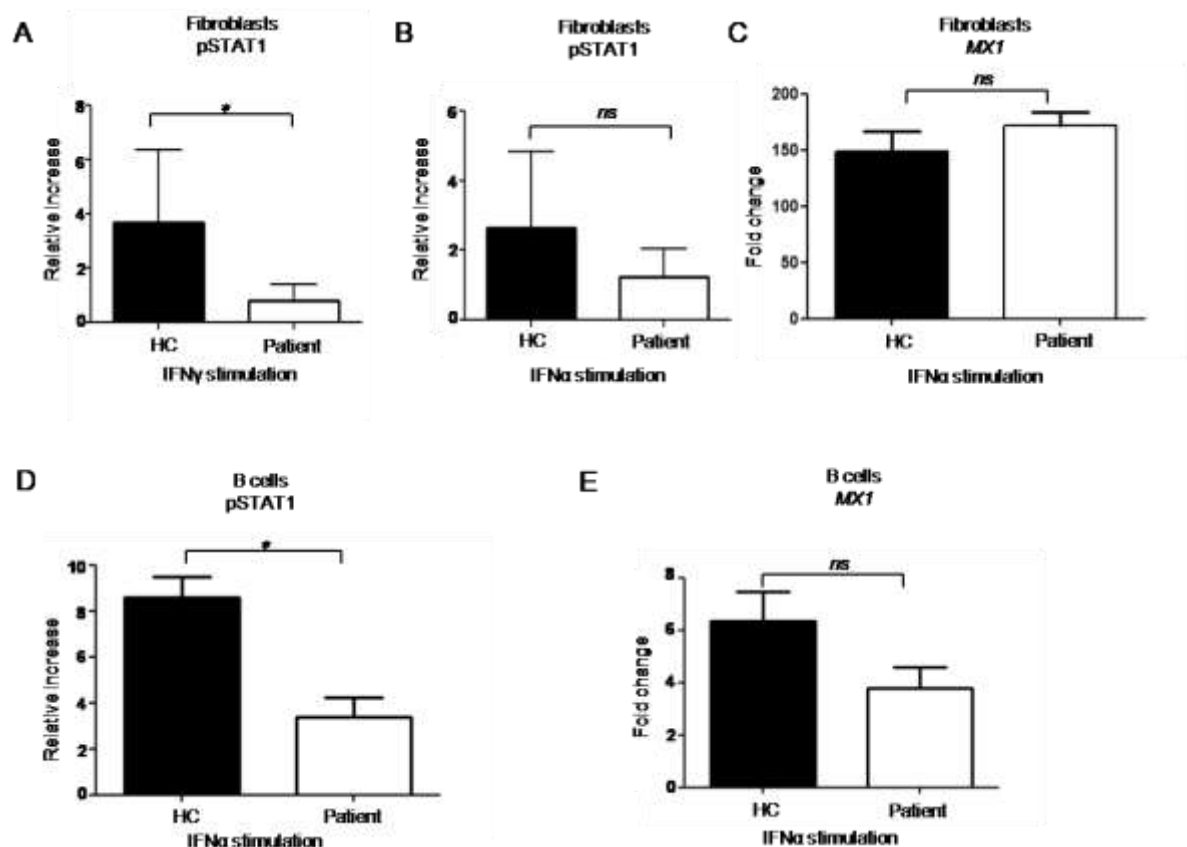 A
Fibroblasts
pSTAT1
*
Relative Increase
8
6
4
2
0
HC
Patient
IFNγ stimulation
B
Fibroblasts
pSTAT1
ns
Relative Increase
6
4
2
0
HC
Patient
IFNα stimulation
C
Fibroblasts
MX1
ns
Fold change
200
150
100
50
0
HC
Patient
IFNα stimulation
D
B cells
pSTAT1
*
Relative Increase
10
8
6
4
2
0
HC
Patient
IFNα stimulation
E
B cells
MX1
ns
Fold change
8
6
4
2
0
HC
Patient
IFNα stimulation